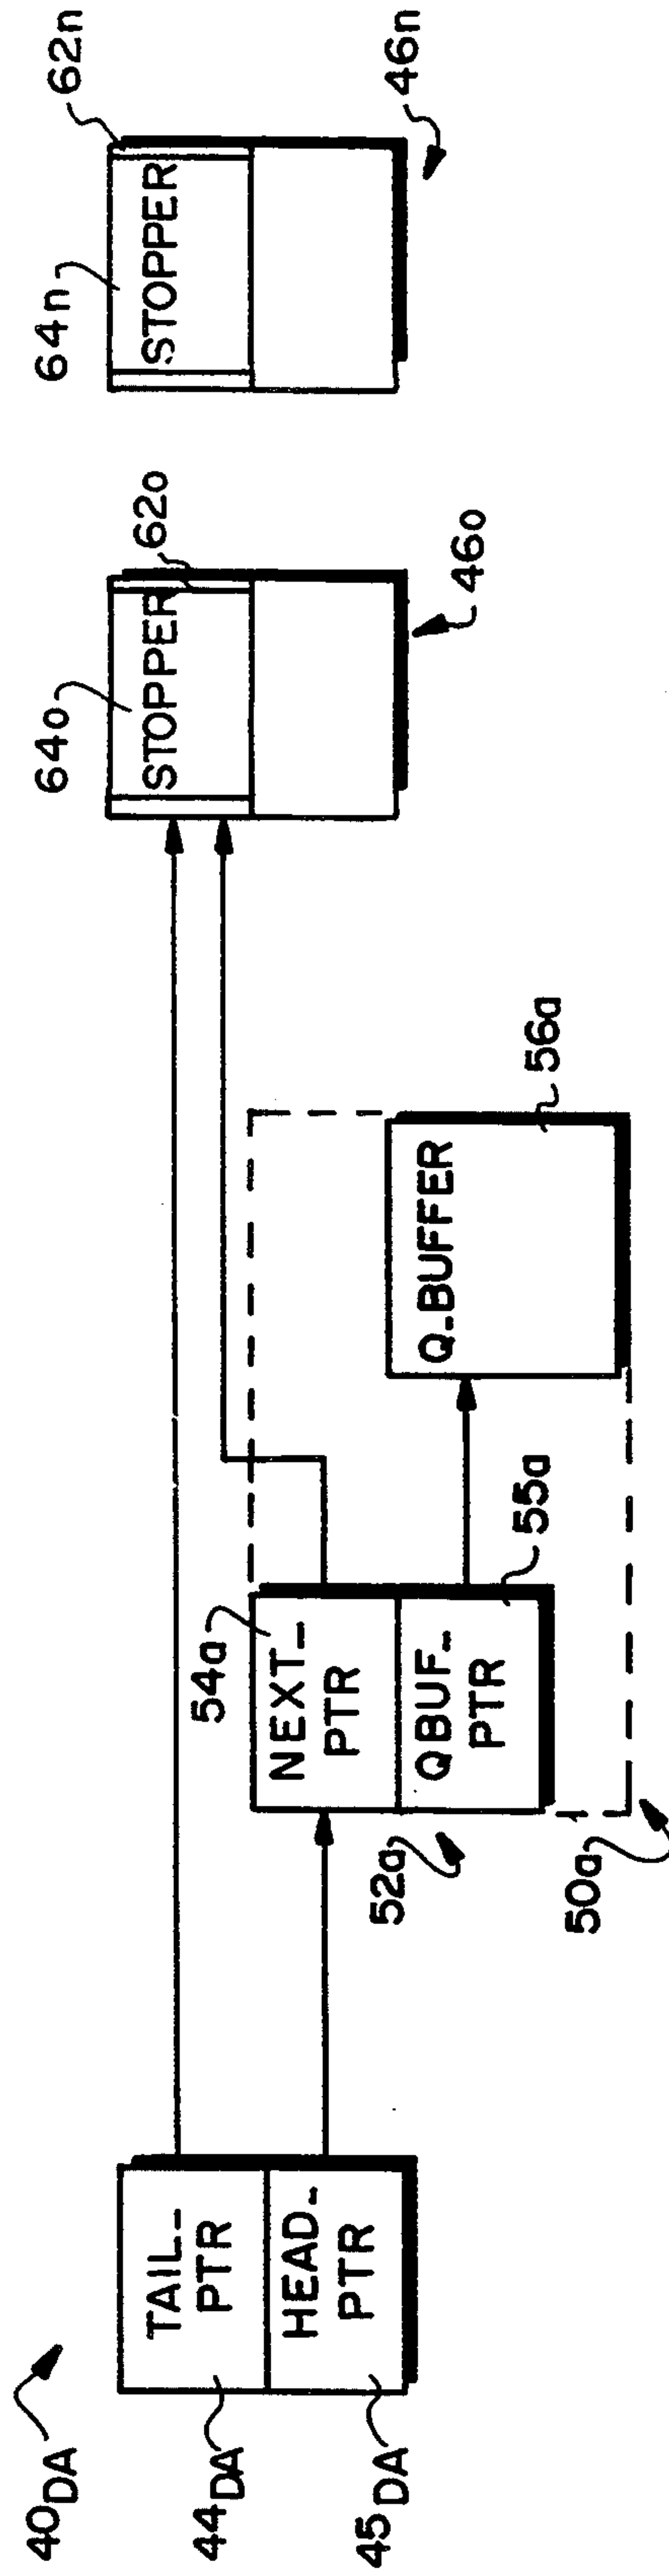 40DA
TAIL_
PTR
HEAD_
PTR
44DA
45DA
NEXT_
PTR
QBUF_
PTR
54a
52a
50a
55a
Q_BUFFER
56a
64o
STOPPER
62o
46o
64n
STOPPER
62n
46n